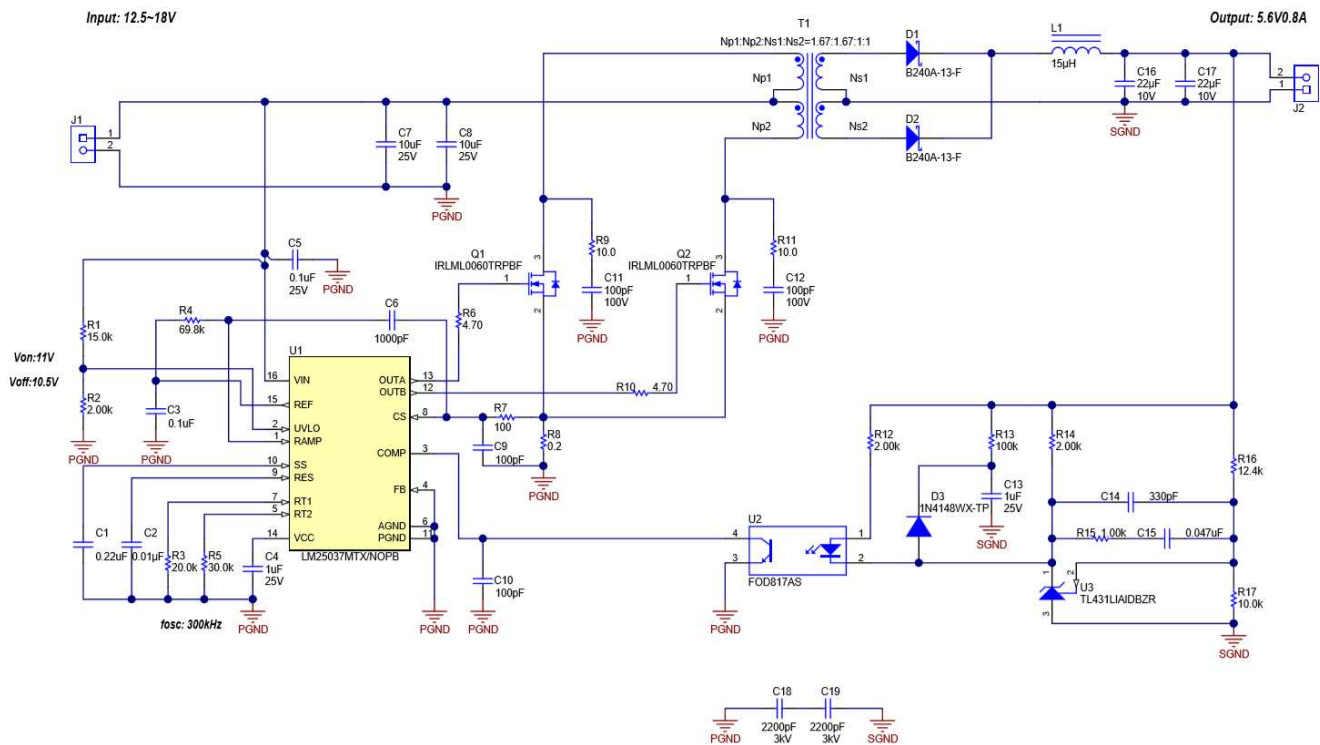 Input: 12.5~18V
Output: 5.6V0.8A
T1
Np1:Np2:Ns1:Ns2=1.67:1.67:1:1
Np1
Ns1
Np2
Ns2
D1
B240A-13-F
D2
B240A-13-F
L1
15µH
C16
22µF
10V
C17
22µF
10V
2
1
J2
SGND
J1
1
2
C7
10uF
25V
C8
10uF
25V
PGND
C5
0.1uF
25V
PGND
R1
15.0k
Von:11V
Voff:10.5V
R2
2.00k
PGND
R4
69.8k
C3
0.1uF
PGND
C6
1000pF
R6
4.70
Q1
IRLML0060TRPBF
3
1
2
R9
10.0
C11
100pF
100V
PGND
Q2
IRLML0060TRPBF
3
1
2
R11
10.0
C12
100pF
100V
PGND
U1
16
VIN
15
REF
2
UVLO
1
RAMP
10
SS
9
RES
7
RT1
5
RT2
14
VCC
OUTA
13
OUTB
12
CS
8
COMP
3
FB
4
AGND
6
PGND
11
LM25037MTX/NOPB
R10
4.70
R7
100
C9
100pF
R8
0.2
PGND
C1
0.22uF
C2
0.01µF
R3
20.0k
R5
30.0k
C4
1uF
25V
fosc: 300kHz
PGND
PGND
C10
100pF
PGND
U2
4
3
1
2
FOD817AS
PGND
R12
2.00k
D3
1N4148WX-TP
R13
100k
C13
1uF
25V
SGND
R14
2.00k
R16
12.4k
C14
330pF
R15
1.00k
C15
0.047uF
1
2
3
U3
TL431LIAIDBZR
R17
10.0k
SGND
C18
2200pF
3kV
C19
2200pF
3kV
PGND
SGND